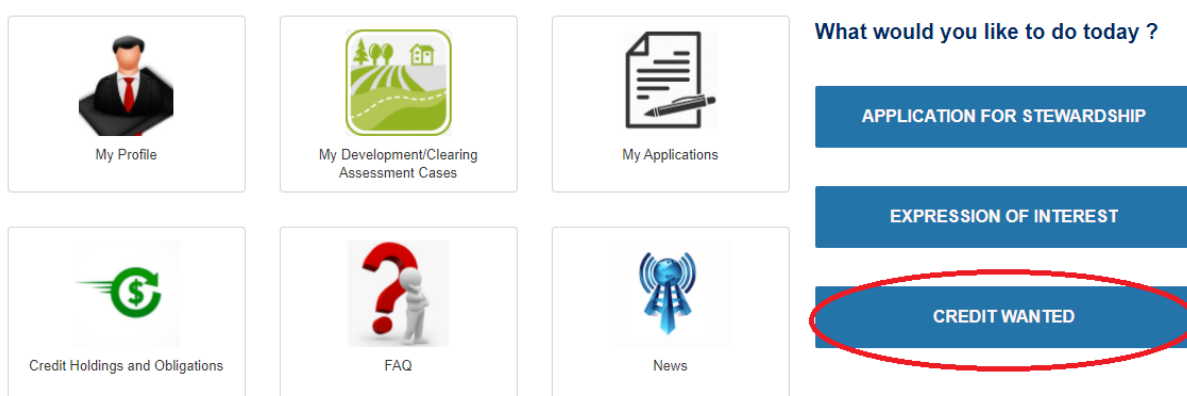 What would you like to do today ?
My Profile
My Development/Clearing
Assessment Cases
My Applications
APPLICATION FOR STEWARDSHIP
EXPRESSION OF INTEREST
Credit Holdings and Obligations
FAQ
News
CREDIT WANTED